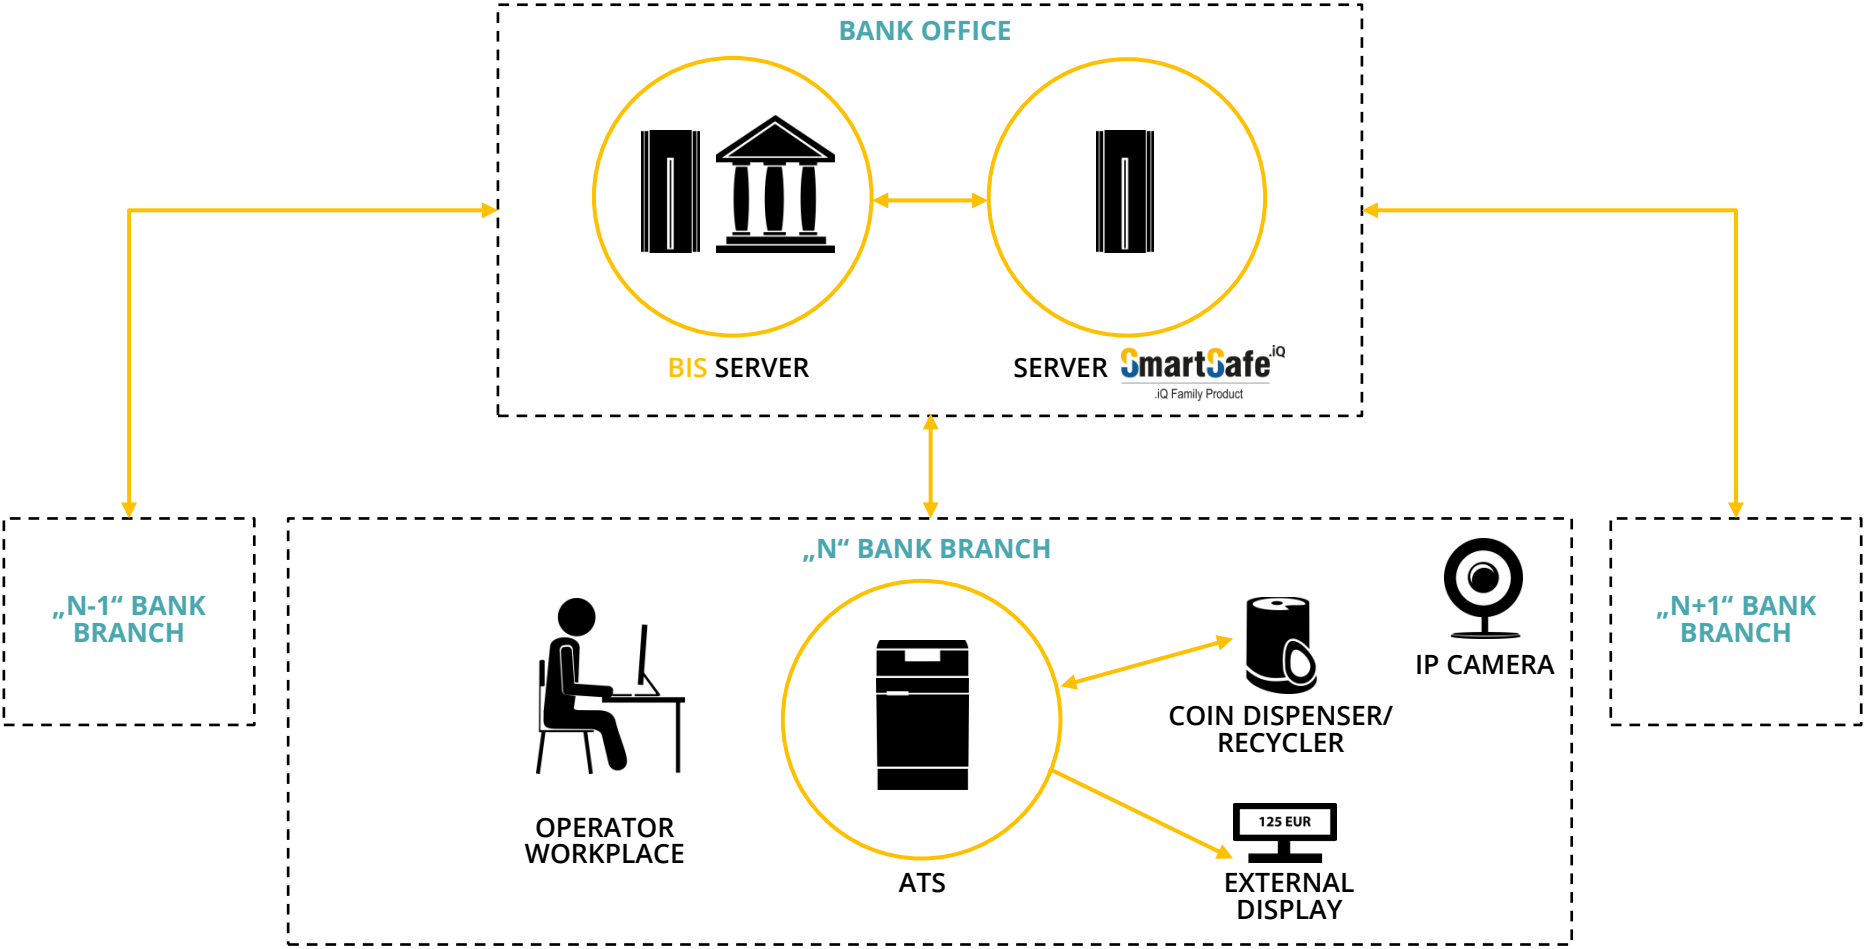 BANK OFFICE
BIS SERVER
SERVER SmartSafe.iQ
.iQ Family Product
„N-1“ BANK
BRANCH
„N“ BANK BRANCH
„N+1“ BANK
BRANCH
IP CAMERA
COIN DISPENSER/
RECYCLER
125 EUR
OPERATOR
WORKPLACE
ATS
EXTERNAL
DISPLAY